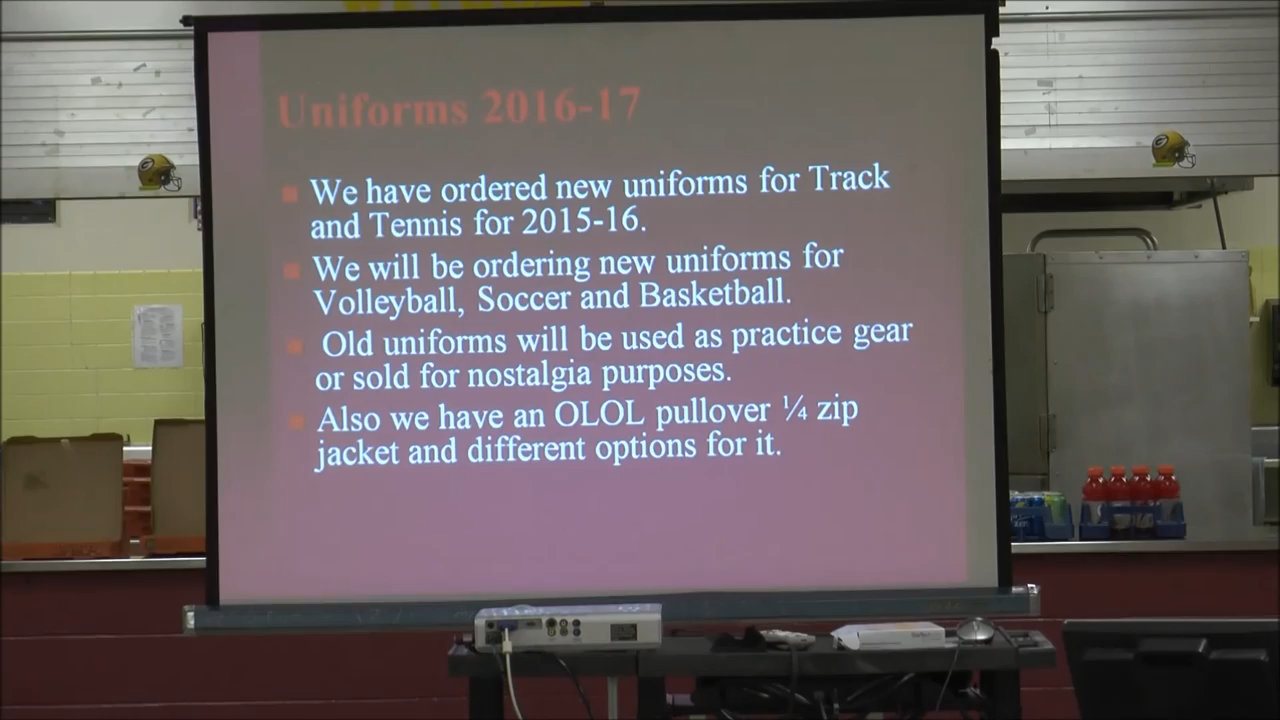 Uniforms 2016-17
We have ordered new uniforms for Track
and Tennis for 2015-16.
We will be ordering new uniforms for
Volleyball, Soccer and Basketball.
Old uniforms will be used as practice gear
or sold for nostalgia purposes.
Also we have an OLOL pullover ¼ zip
jacket and different options for it.